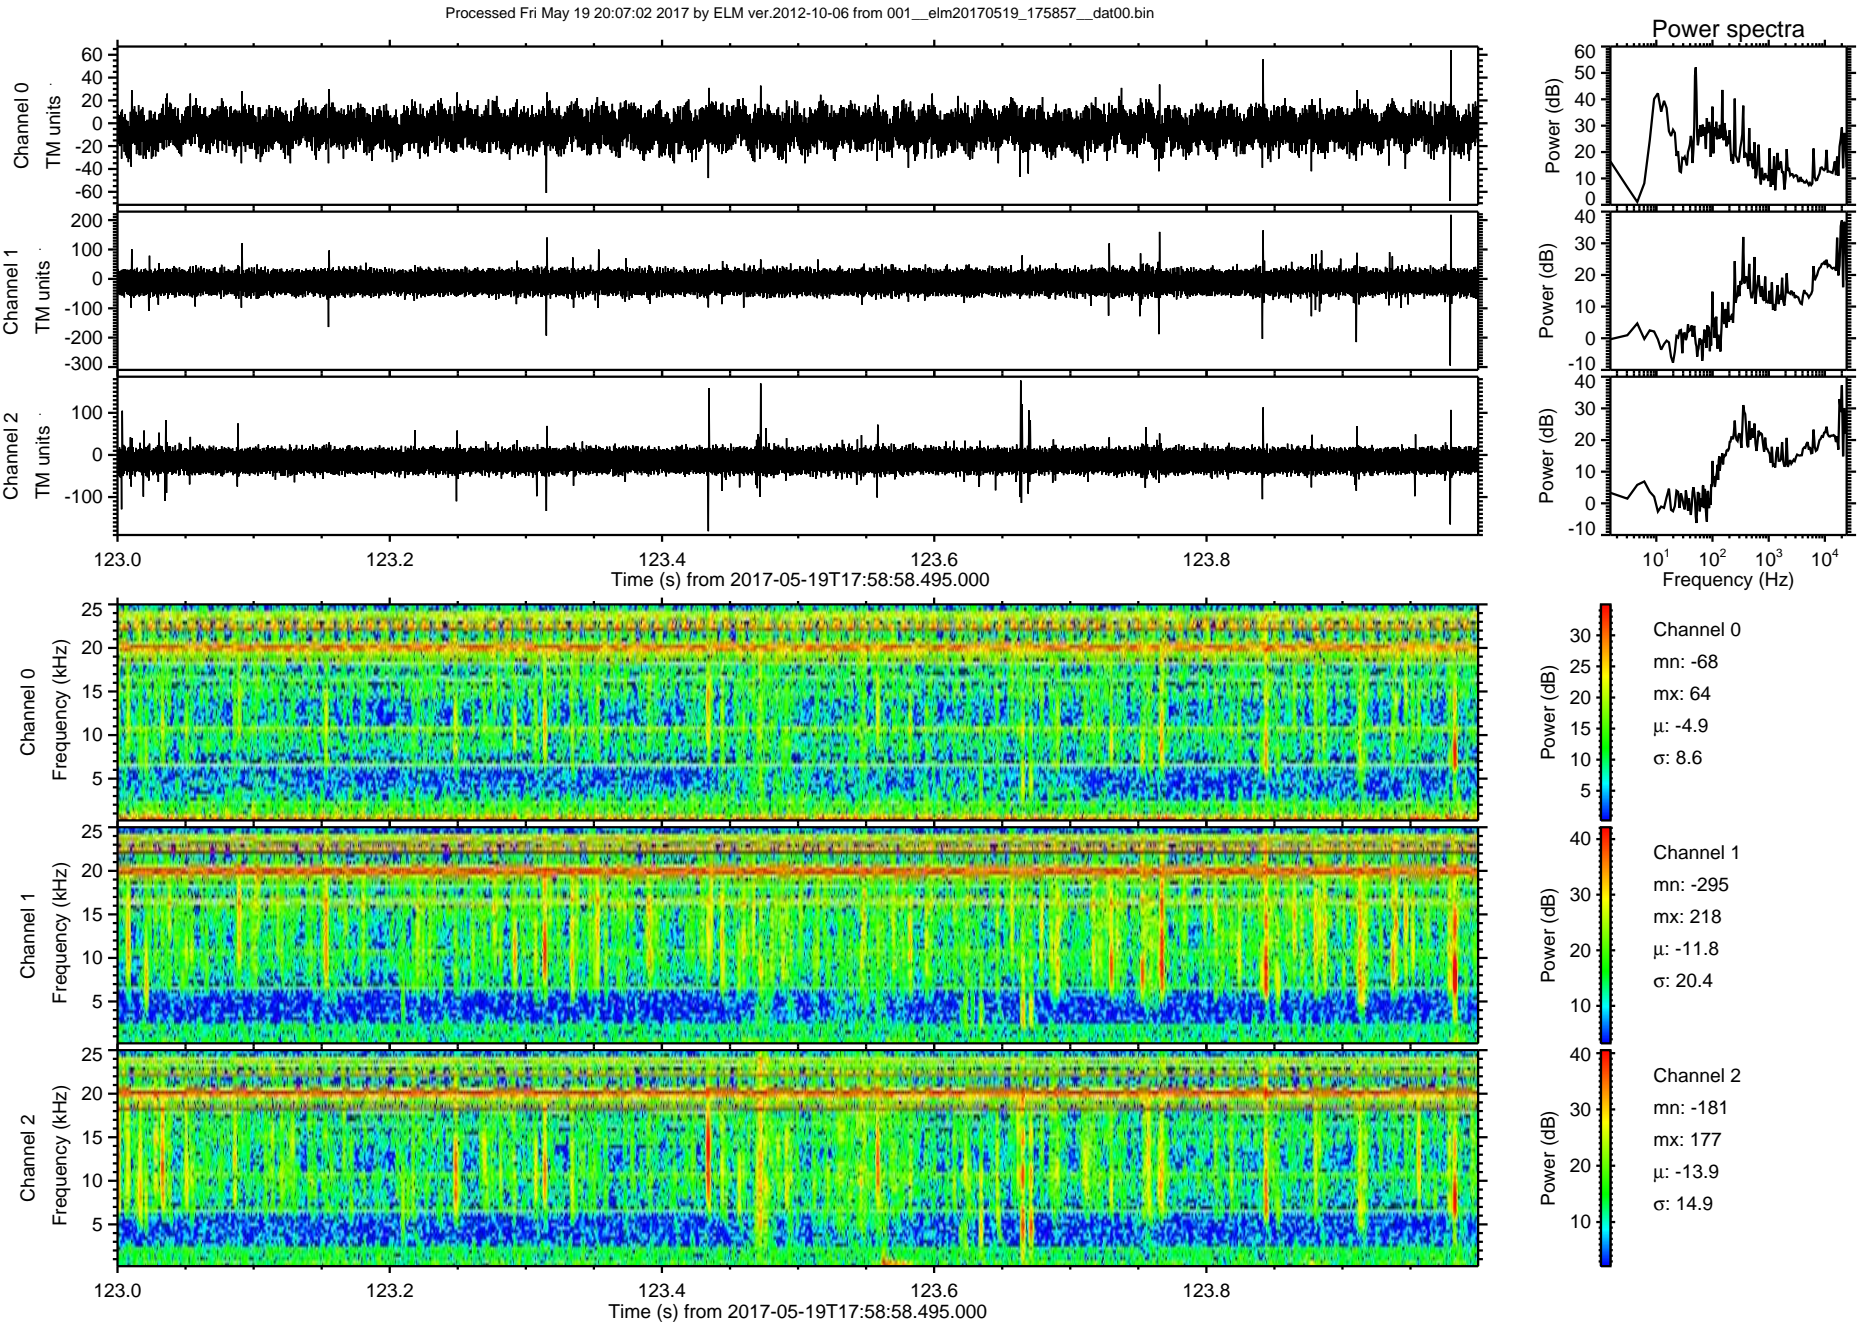 Processed Fri May 19 20:07:02 2017 by ELM ver.2012-10-06 from 001__elm20170519_175857__dat00.bin
Power spectra
Channel 0
TM units
60
40
20
0
-20
-40
-60
Power (dB)
60
50
40
30
20
10
0
Channel 1
TM units
200
100
0
-100
-200
-300
Power (dB)
40
30
20
10
0
-10
Channel 2
TM units
100
0
-100
Power (dB)
40
30
20
10
0
-10
123.0 123.2 123.4 123.6 123.8
Time (s) from 2017-05-19T17:58:58.495.000
10^1 10^2 10^3 10^4
Frequency (Hz)
Channel 0
Frequency (kHz)
25
20
15
10
5
Power (dB)
30
25
20
15
10
5
Channel 0
mn: -68
mx: 64
μ: -4.9
σ: 8.6
Channel 1
Frequency (kHz)
25
20
15
10
5
Power (dB)
40
30
20
10
Channel 1
mn: -295
mx: 218
μ: -11.8
σ: 20.4
Channel 2
Frequency (kHz)
25
20
15
10
5
Power (dB)
40
30
20
10
Channel 2
mn: -181
mx: 177
μ: -13.9
σ: 14.9
123.0 123.2 123.4 123.6 123.8
Time (s) from 2017-05-19T17:58:58.495.000